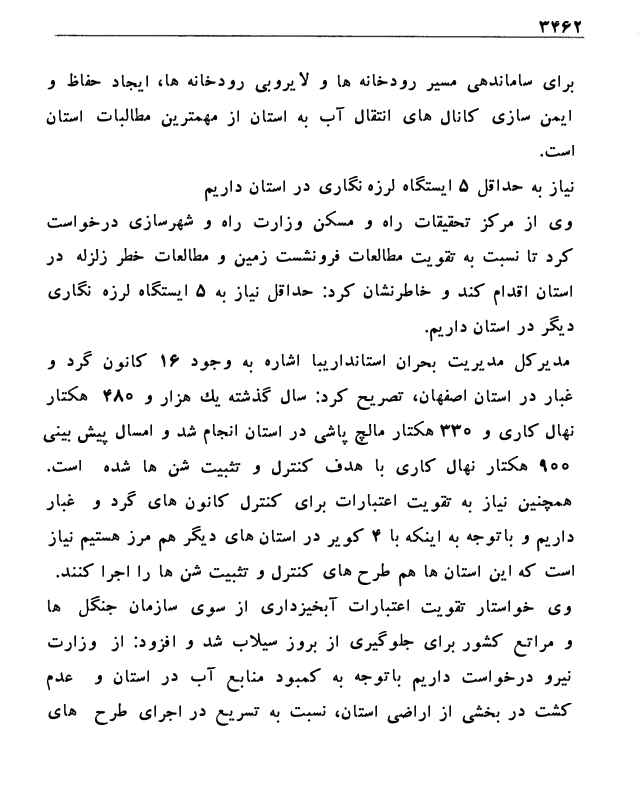 ۳۴۶۲
برای ساماندهی مسیر رودخانه ها و لایروبی رودخانه ها، ایجاد حفاظ و
ایمن سازی کانال های انتقال آب به استان از مهمترین مطالبات استان
است.
نیاز به حداقل ۵ ایستگاه لرزه نگاری در استان داریم
وی از مرکز تحقیقات راه و مسکن وزارت راه و شهرسازی درخواست
کرد تا نسبت به تقویت مطالعات فرونشست زمین و مطالعات خطر زلزله در
استان اقدام کند و خاطرنشان کرد: حداقل نیاز به ۵ ایستگاه لرزه نگاری
دیگر در استان داریم.
مدیرکل مدیریت بحران استانداریبا اشاره به وجود ۱۶ کانون گرد و
غبار در استان اصفهان، تصریح کرد: سال گذشته یك هزار و ۴۸۰ هکتار
نهال کاری و ۳۳۰ هکتار مالچ پاشی در استان انجام شد و امسال پیش بینی
۹۰۰ هکتار نهال کاری با هدف کنترل و تثبیت شن ها شده است.
همچنین نیاز به تقویت اعتبارات برای کنترل کانون های گرد و غبار
داریم و باتوجه به اینکه با ۴ کویر در استان های دیگر هم مرز هستیم نیاز
است که این استان ها هم طرح های کنترل و تثبیت شن ها را اجرا کنند.
وی خواستار تقویت اعتبارات آبخیزداری از سوی سازمان جنگل ها
و مراتع کشور برای جلوگیری از بروز سیلاب شد و افزود: از وزارت
نیرو درخواست داریم باتوجه به کمبود منابع آب در استان و عدم
کشت در بخشی از اراضی استان، نسبت به تسریع در اجرای طرح های